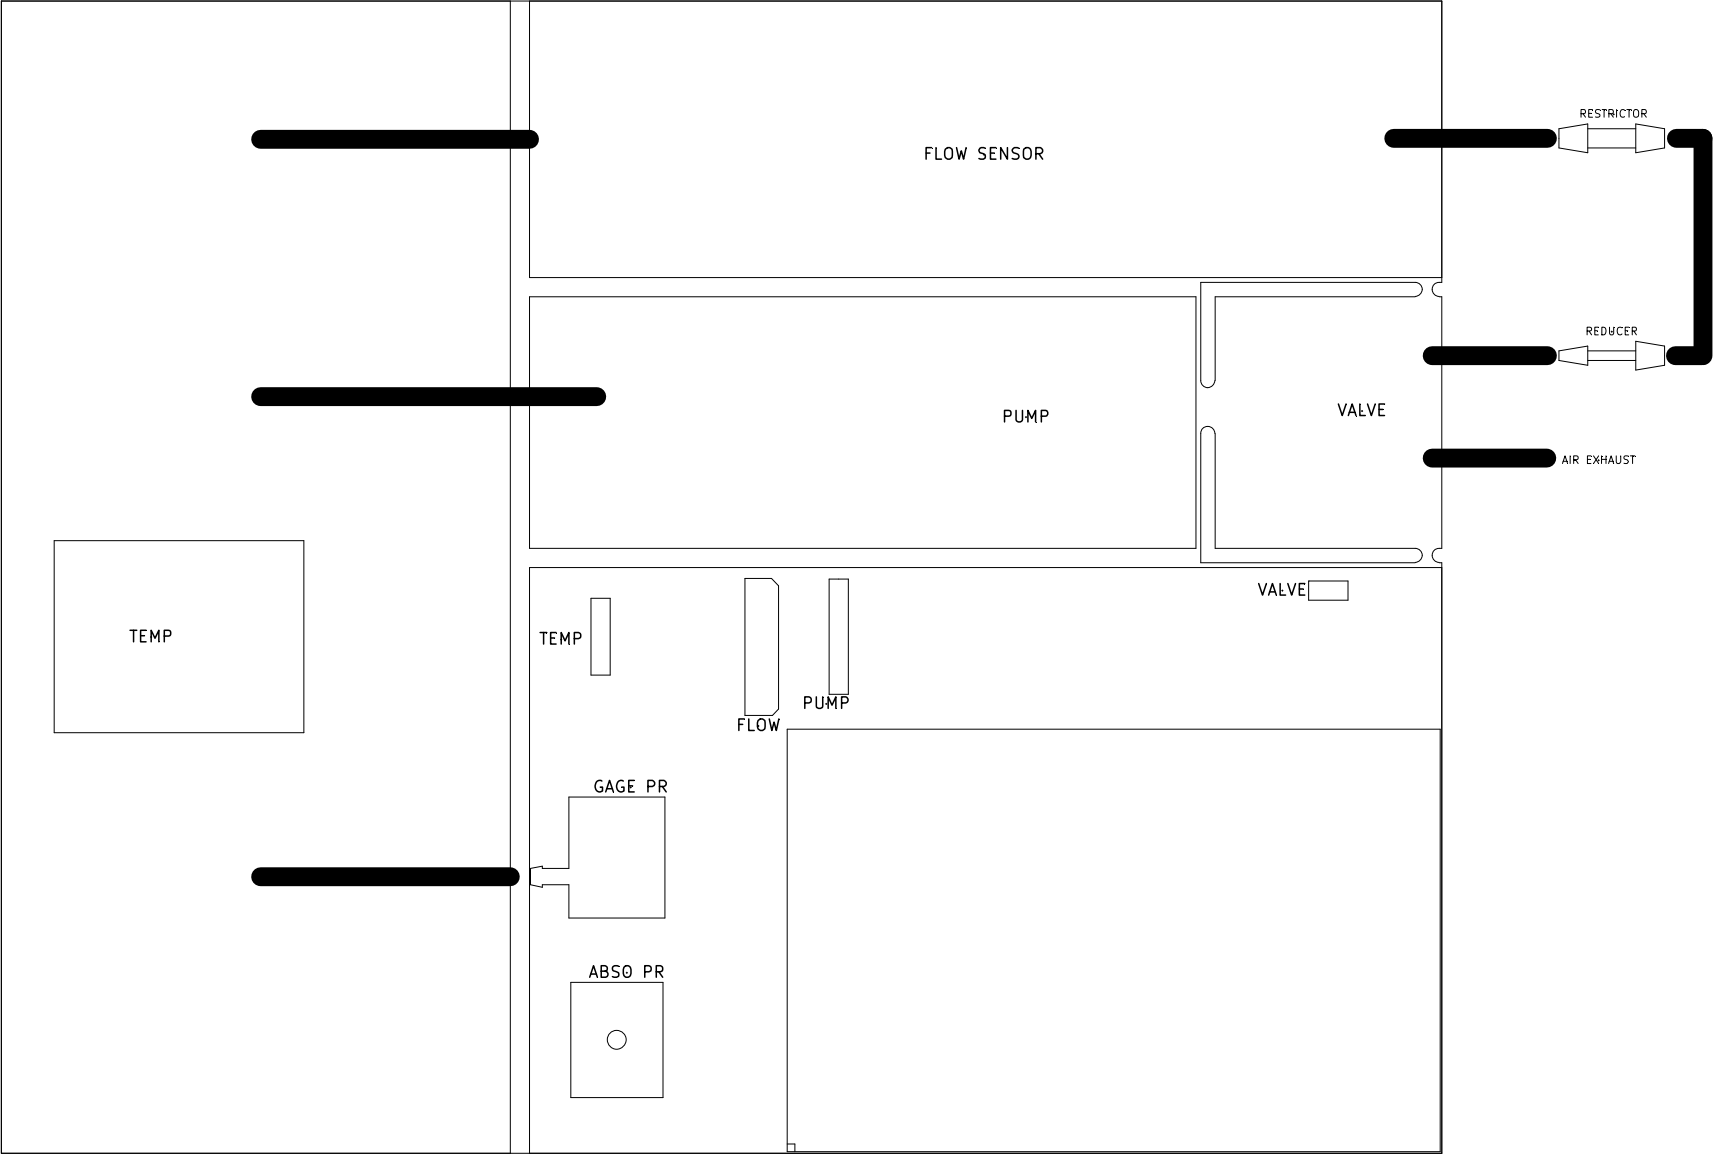 RESTRICTOR
FLOW SENSOR
REDUCER
VALVE
PUMP
AIR EXHAUST
VALVE
TEMP
TEMP
PUMP
FLOW
GAGE PR
ABSO PR